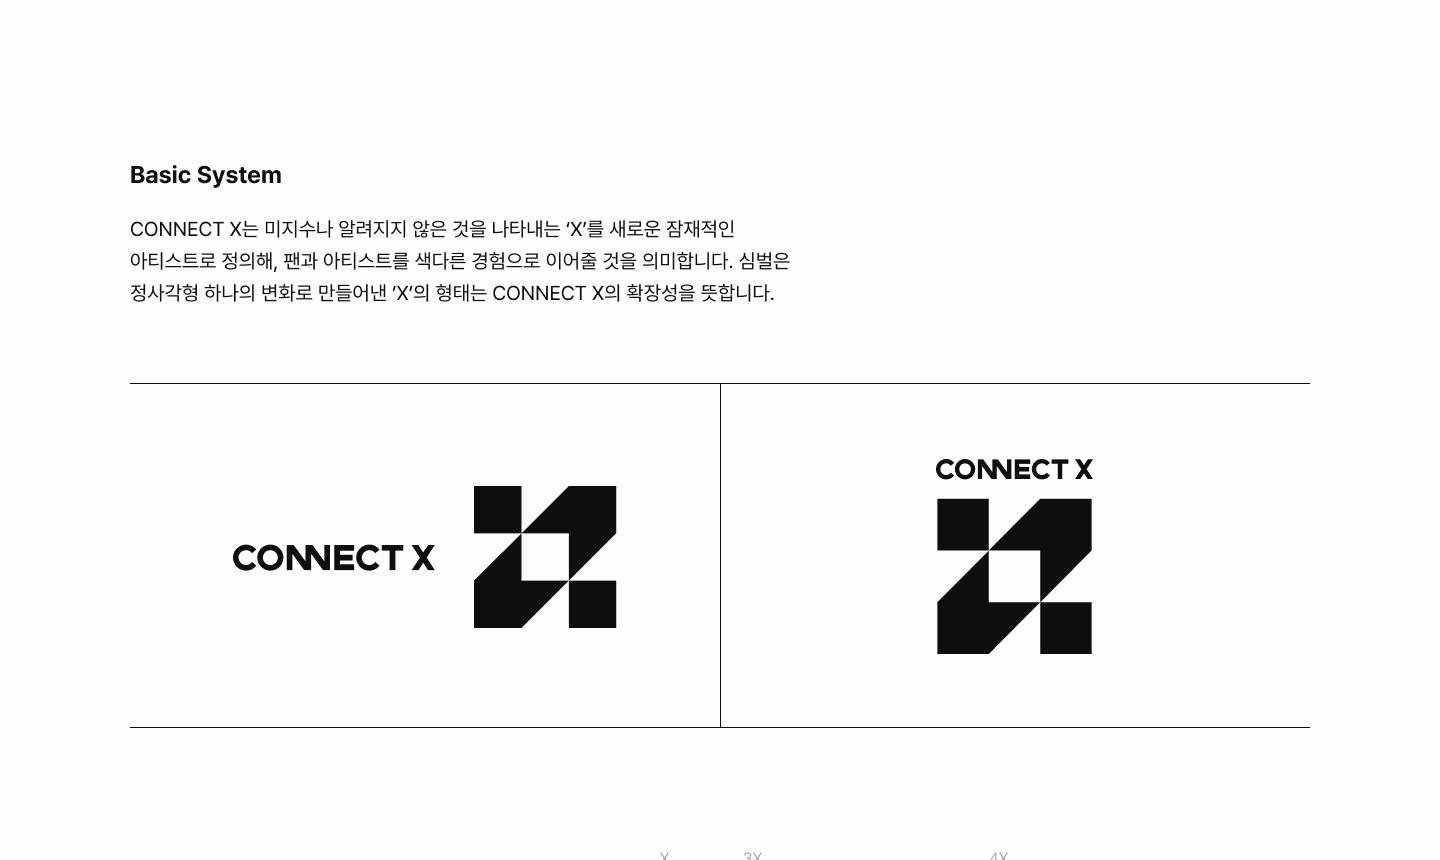 Basic System
CONNECT X는 미지수나 알려지지 않은 것을 나타내는 ‘X’를 새로운 잠재적인
아티스트로 정의해, 팬과 아티스트를 색다른 경험으로 이어줄 것을 의미합니다. 심벌은
정사각형 하나의 변화로 만들어낸 ’X’의 형태는 CONNECT X의 확장성을 뜻합니다.
CONNECT X
CONNECT X
X 3X 4X